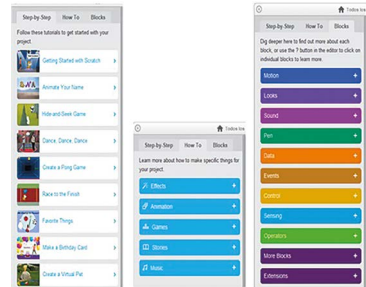 Step-by-Step How To Blocks
Follow these tutorials to get started with your
project.
Getting Started with Scratch
Animate Your Name
Hide-and-Seek Game
Dance, Dance, Dance
Create a Pong Game
Race to the Finish
Favorite Things
Make a Birthday Card
Create a Virtual Pet
Step-by-Step How To Blocks
Learn more about how to make specific things for
your project.
Effects +
Animation +
Games +
Stories +
Music +
Step-by-Step How To Blocks
Dig deeper here to find out more about each
block, or use the ? button in the editor to click on
individual blocks to learn more.
Motion +
Looks +
Sound +
Pen +
Data +
Events +
Control +
Sensing +
Operators +
More Blocks +
Extensions +